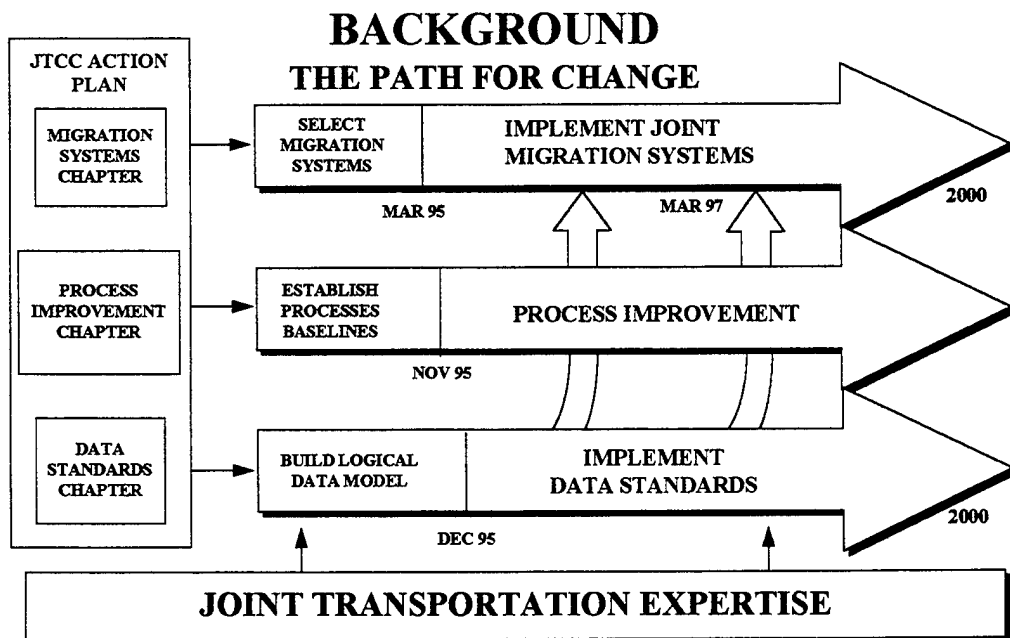 BACKGROUND
THE PATH FOR CHANGE
JTCC ACTION
PLAN
MIGRATION
SYSTEMS
CHAPTER
SELECT
MIGRATION
SYSTEMS
IMPLEMENT JOINT
MIGRATION SYSTEMS
MAR 95
MAR 97
2000
PROCESS
IMPROVEMENT
CHAPTER
ESTABLISH
PROCESSES
BASELINES
PROCESS IMPROVEMENT
NOV 95
DATA
STANDARDS
CHAPTER
BUILD LOGICAL
DATA MODEL
IMPLEMENT
DATA STANDARDS
DEC 95
2000
JOINT TRANSPORTATION EXPERTISE